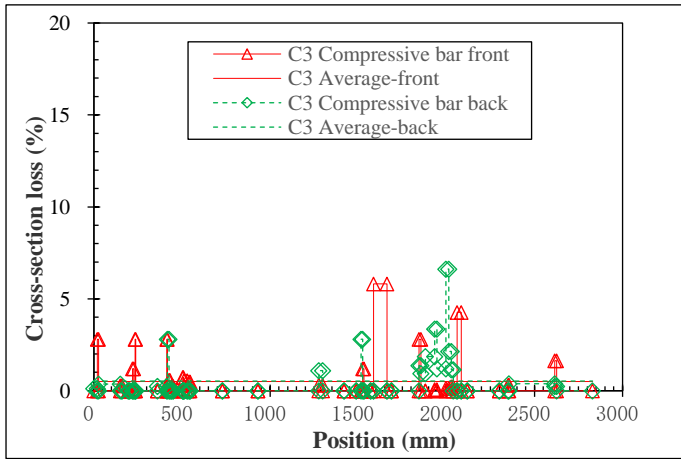 20
15
10
5
0
Cross-section loss (%)
C3 Compressive bar front
C3 Average-front
C3 Compressive bar back
C3 Average-back
0 500 1000 1500 2000 2500 3000
Position (mm)